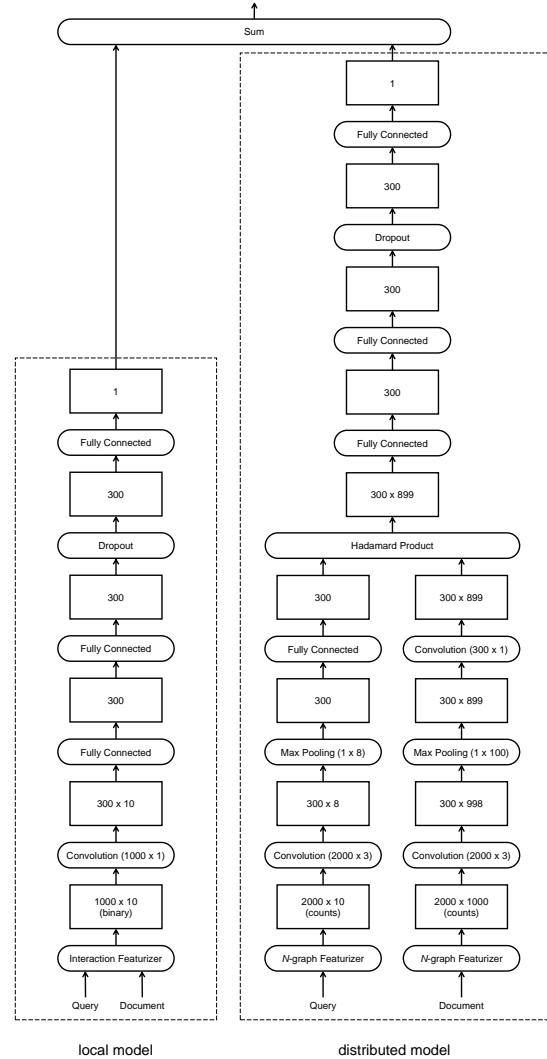 Sum
1
Fully Connected
300
Dropout
300
Fully Connected
300
Fully Connected
300 x 899
Hadamard Product
1
Fully Connected
300
Dropout
300
Fully Connected
300
Fully Connected
300 x 10
Convolution (1000 x 1)
1000 x 10
(binary)
Interaction Featurizer
Query Document
300
Fully Connected
300
Max Pooling (1 x 8)
300 x 8
Convolution (2000 x 3)
2000 x 10
(counts)
N-graph Featurizer
Query
300 x 899
Convolution (300 x 1)
300 x 899
Max Pooling (1 x 100)
300 x 998
Convolution (2000 x 3)
2000 x 1000
(counts)
N-graph Featurizer
Document
local model
distributed model